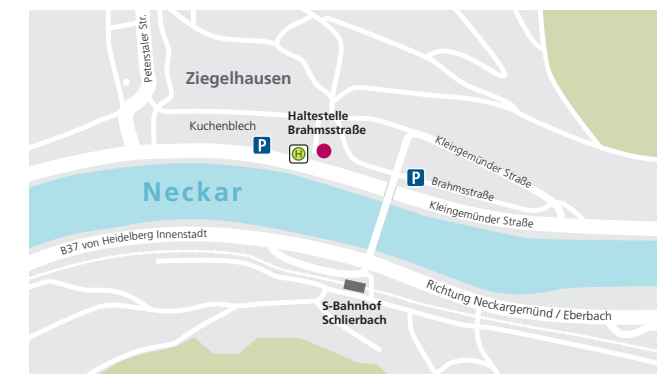 Peterstaler Str.
Ziegelhausen
Haltestelle
Brahmsstraße
Kuchenblech
P
H
P
Kleingemünder Straße
Brahmsstraße
Kleingemünder Straße
Neckar
B37 von Heidelberg Innenstadt
Richtung Neckargemünd / Eberbach
S-Bahnhof
Schlierbach